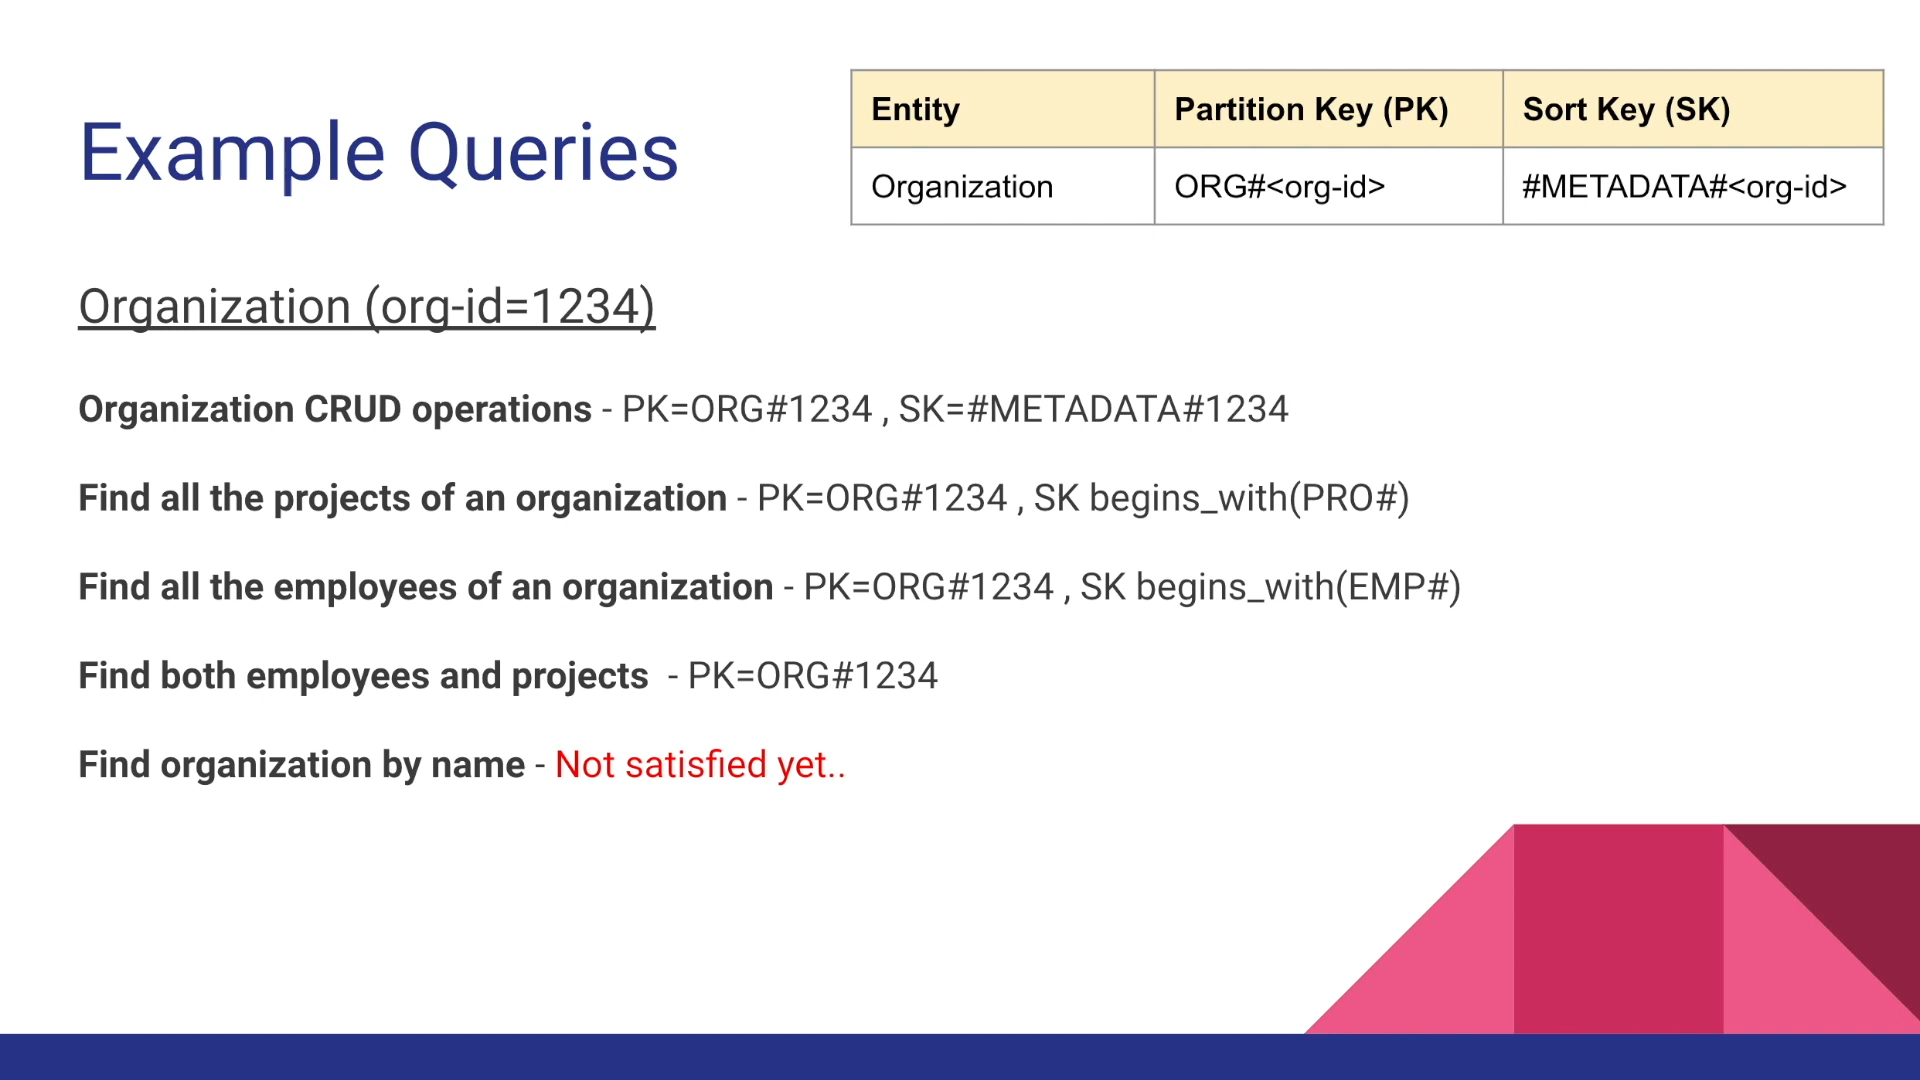 Example Queries
Entity Partition Key (PK) Sort Key (SK)
Organization ORG#<org-id> #METADATA#<org-id>
Organization (org-id=1234)
Organization CRUD operations - PK=ORG#1234 , SK=#METADATA#1234
Find all the projects of an organization - PK=ORG#1234 , SK begins_with(PRO#)
Find all the employees of an organization - PK=ORG#1234 , SK begins_with(EMP#)
Find both employees and projects  - PK=ORG#1234
Find organization by name - Not satisfied yet..